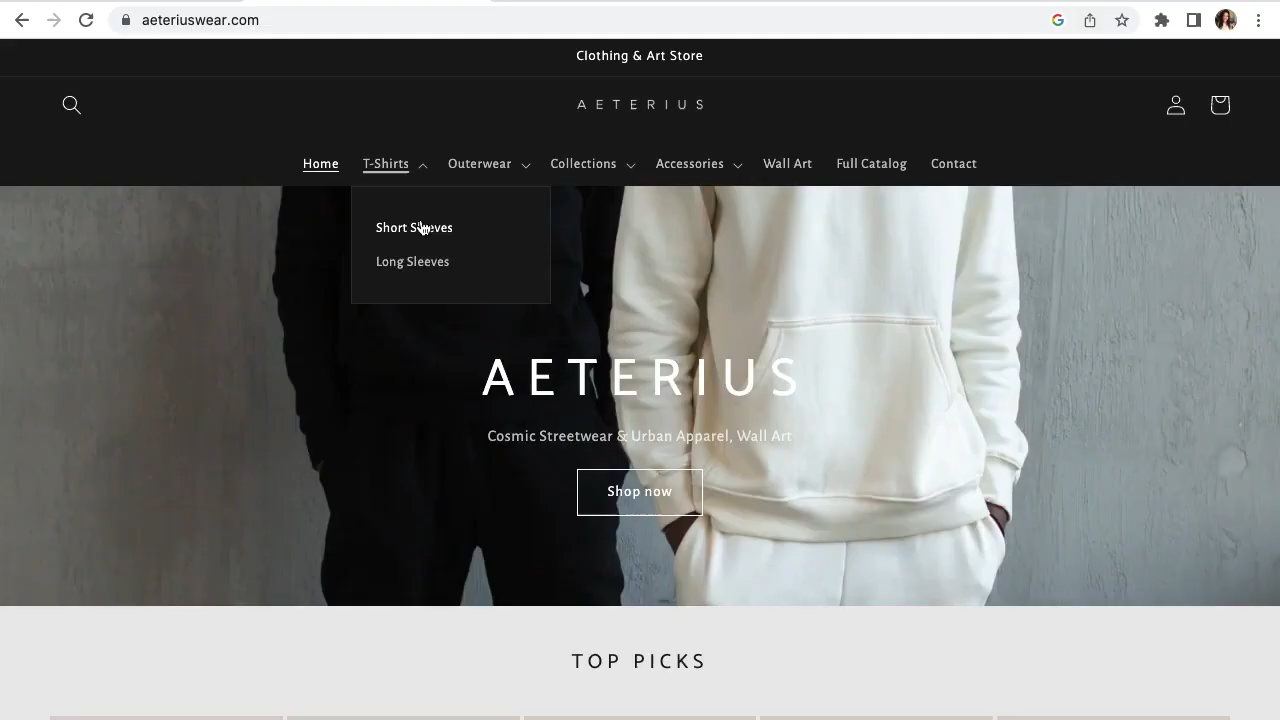 aeteriuswear.com
Clothing & Art Store
AETERIUS
Home T-Shirts Outerwear Collections Accessories Wall Art Full Catalog Contact
Short Sleeves
Long Sleeves
AETERIUS
Cosmic Streetwear & Urban Apparel, Wall Art
Shop now
TOP PICKS